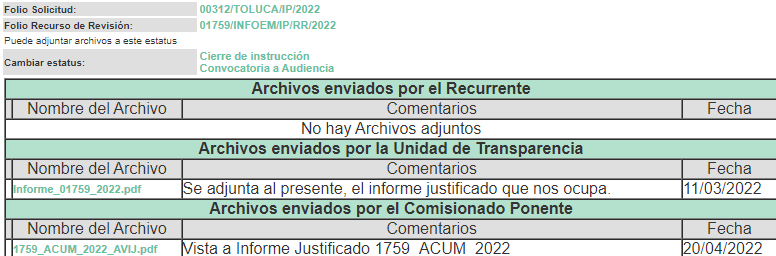 Folio Solicitud: 00312/TOLUCA/IP/2022
Folio Recurso de Revisión: 01759/INFOEM/IP/RR/2022
Puede adjuntar archivos a este estatus
Cambiar estatus: Cierre de instrucción
Convocatoria a Audiencia
Archivos enviados por el Recurrente
Nombre del Archivo Comentarios Fecha
No hay Archivos adjuntos
Archivos enviados por la Unidad de Transparencia
Nombre del Archivo Comentarios Fecha
Informe_01759_2022.pdf Se adjunta al presente, el informe justificado que nos ocupa. 11/03/2022
Archivos enviados por el Comisionado Ponente
Nombre del Archivo Comentarios Fecha
1759_ACUM_2022_AVIJ.pdf Vista a Informe Justificado 1759_ACUM_2022 20/04/2022